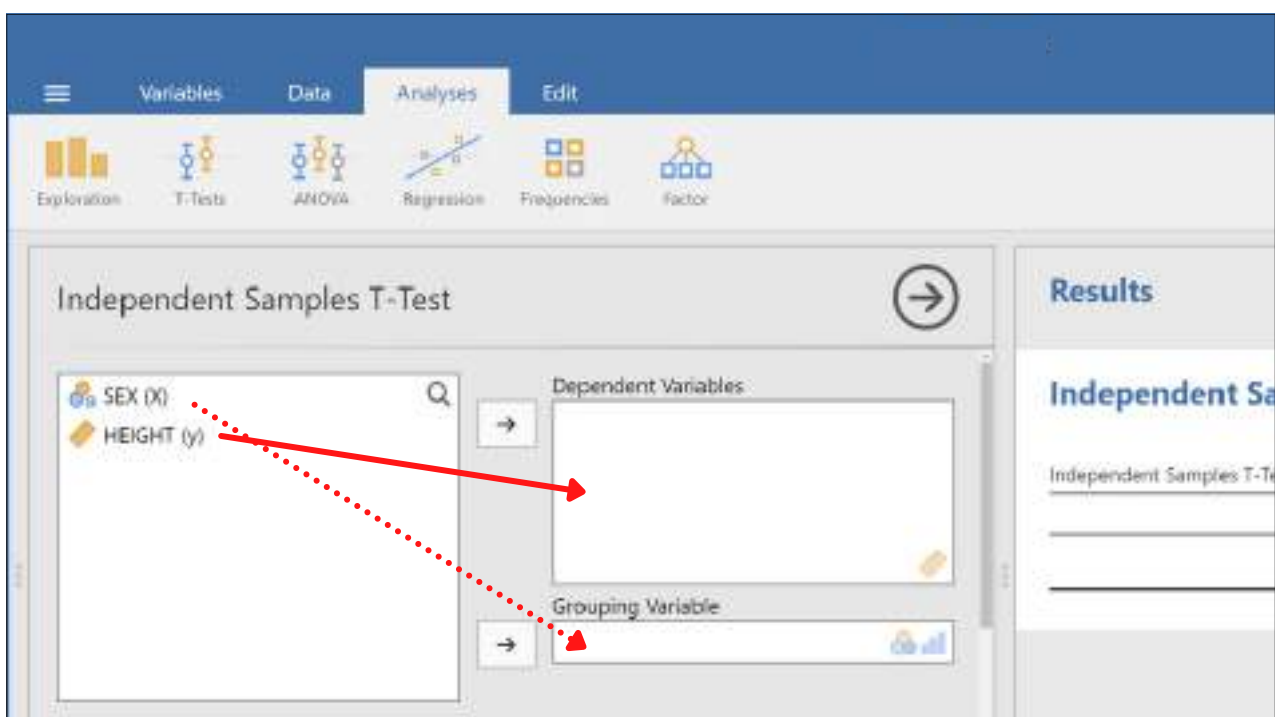 Variables Data Analyses Edit
Exploration T-Tests ANOVA Regression Frequencies Factor
Independent Samples T-Test
Results
SEX (X)
HEIGHT (y)
Dependent Variables
Grouping Variable
Independent Sa
Independent Samples T-Te